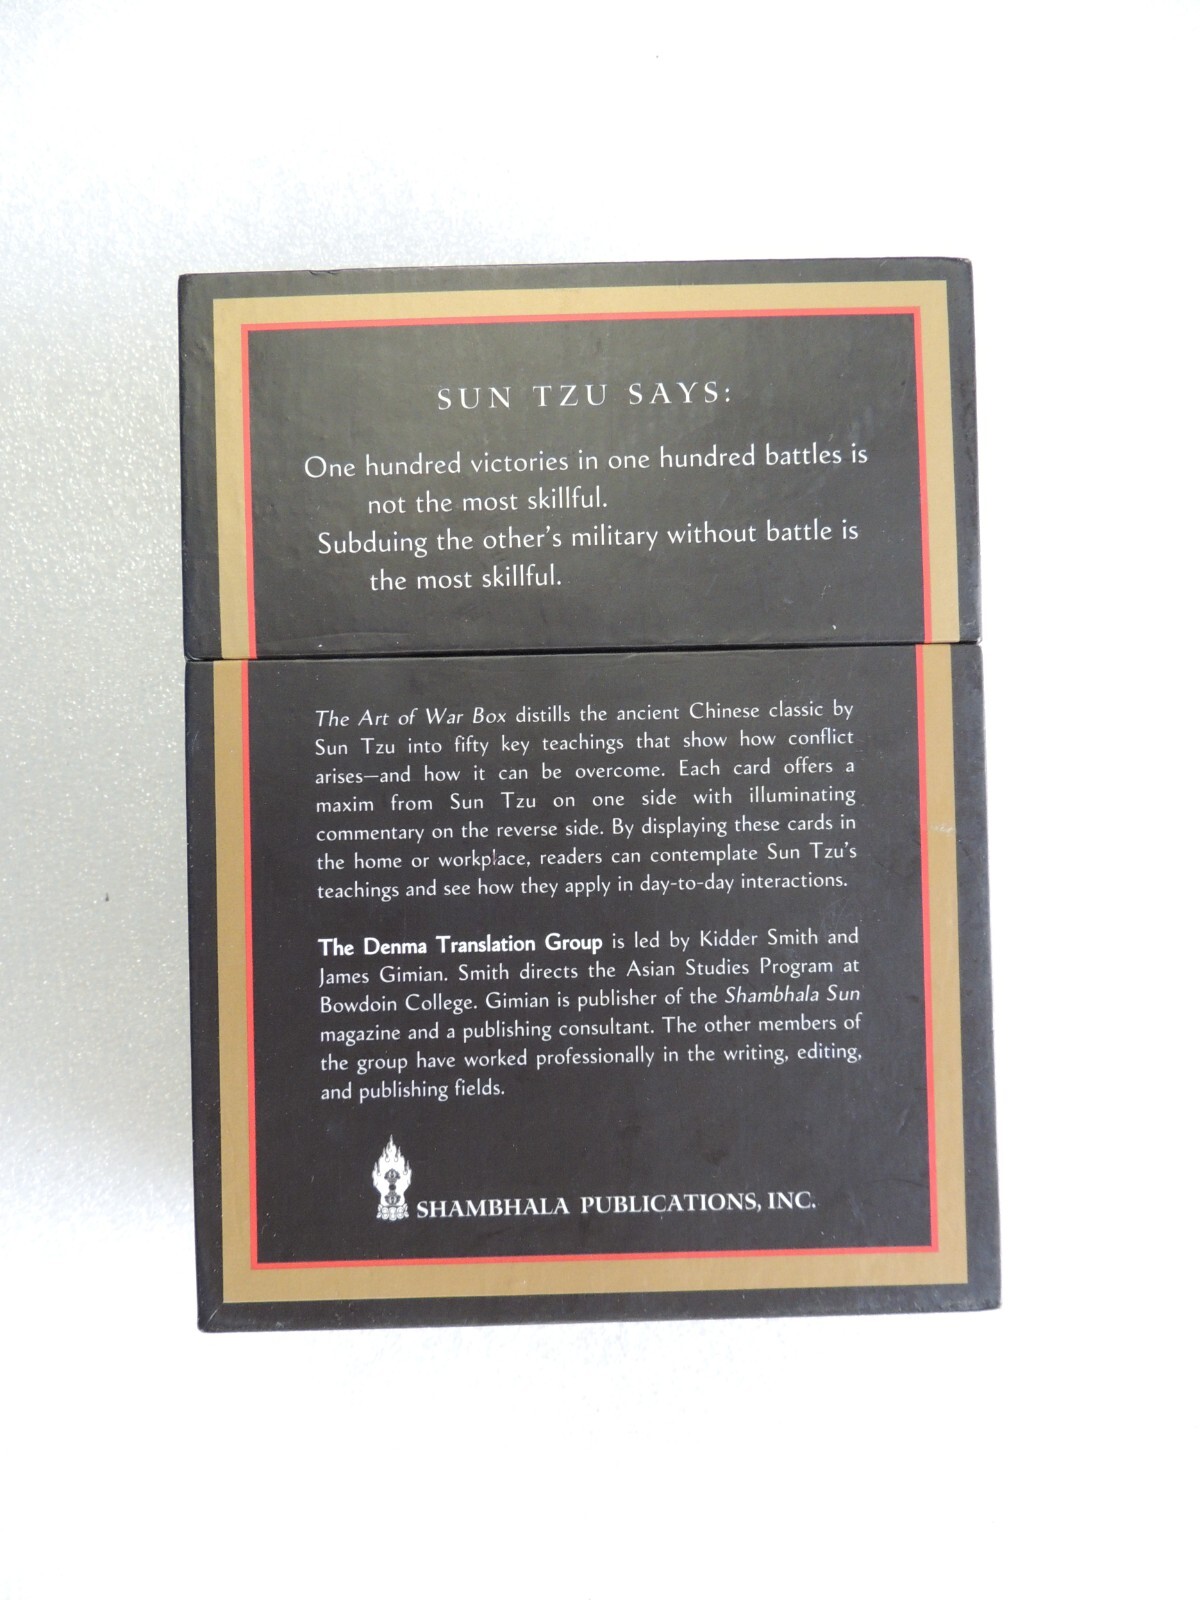 SUN TZU SAYS:
One hundred victories in one hundred battles is
not the most skillful.
Subduing the other's military without battle is
the most skillful.
The Art of War Box distills the ancient Chinese classic by
Sun Tzu into fifty key teachings that show how conflict
arises—and how it can be overcome. Each card offers a
maxim from Sun Tzu on one side with illuminating
commentary on the reverse side. By displaying these cards in
the home or workplace, readers can contemplate Sun Tzu's
teachings and see how they apply in day-to-day interactions.
The Denma Translation Group is led by Kidder Smith and
James Gimian. Smith directs the Asian Studies Program at
Bowdoin College. Gimian is publisher of the Shambhala Sun
magazine and a publishing consultant. The other members of
the group have worked professionally in the writing, editing,
and publishing fields.
SHAMBHALA PUBLICATIONS, INC.